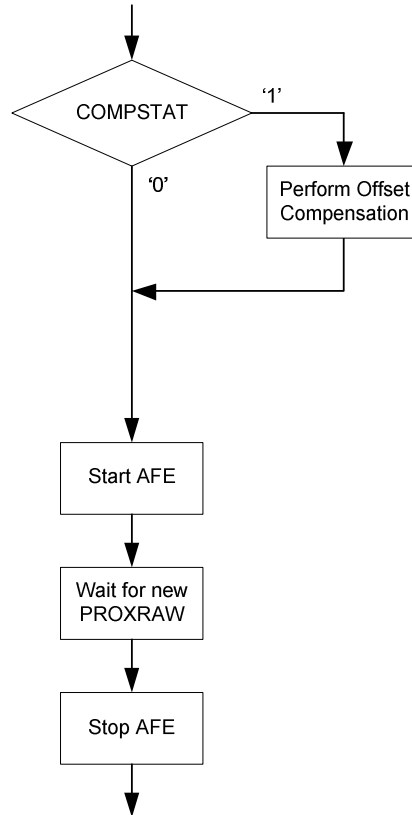 COMPSTAT
‘1’
‘0’
Perform Offset
Compensation
Start AFE
Wait for new
PROXRAW
Stop AFE